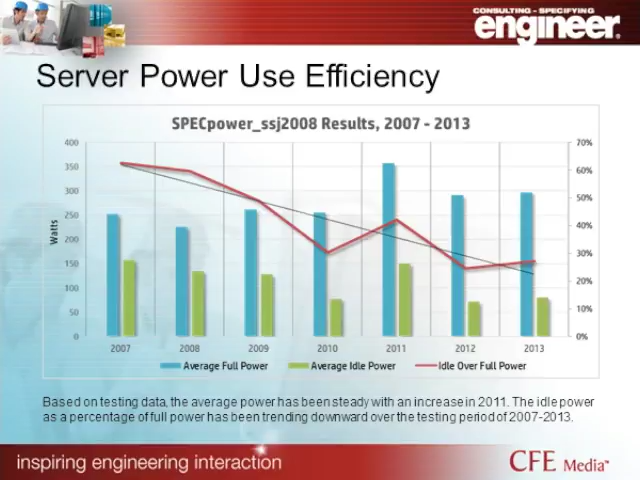 CONSULTING - SPECIFYING
engineer.
Server Power Use Efficiency
SPECpower_ssj2008 Results, 2007 - 2013
400 70%
350 60%
300 50%
250 40%
200 30%
150 20%
100 10%
50 0%
0
Watts
2007 2008 2009 2010 2011 2012 2013
Average Full Power Average Idle Power Idle Over Full Power
Based on testing data, the average power has been steady with an increase in 2011. The idle power
as a percentage of full power has been trending downward over the testing period of 2007-2013.
inspiring engineering interaction
CFE Media™